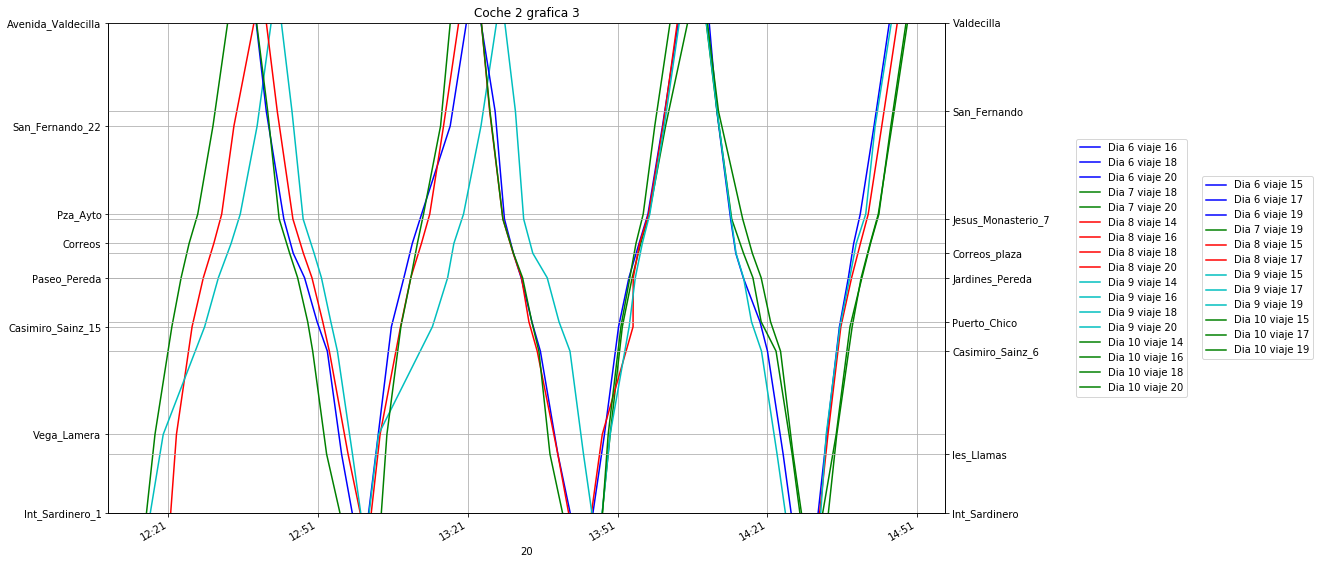 Coche 2 grafica 3
Avenida_Valdecilla
San_Fernando_22
Pza_Ayto
Correos
Paseo_Pereda
Casimiro_Sainz_15
Vega_Lamera
Int_Sardinero_1
Valdecilla
San_Fernando
Jesus_Monasterio_7
Correos_plaza
Jardines_Pereda
Puerto_Chico
Casimiro_Sainz_6
Ies_Llamas
Int_Sardinero
12:21
12:51
13:21
13:51
14:21
14:51
20
Dia 6 viaje 16
Dia 6 viaje 18
Dia 6 viaje 20
Dia 7 viaje 18
Dia 7 viaje 20
Dia 8 viaje 14
Dia 8 viaje 16
Dia 8 viaje 18
Dia 8 viaje 20
Dia 9 viaje 14
Dia 9 viaje 16
Dia 9 viaje 18
Dia 9 viaje 20
Dia 10 viaje 14
Dia 10 viaje 16
Dia 10 viaje 18
Dia 10 viaje 20
Dia 6 viaje 15
Dia 6 viaje 17
Dia 6 viaje 19
Dia 7 viaje 19
Dia 8 viaje 15
Dia 8 viaje 17
Dia 9 viaje 15
Dia 9 viaje 17
Dia 9 viaje 19
Dia 10 viaje 15
Dia 10 viaje 17
Dia 10 viaje 19